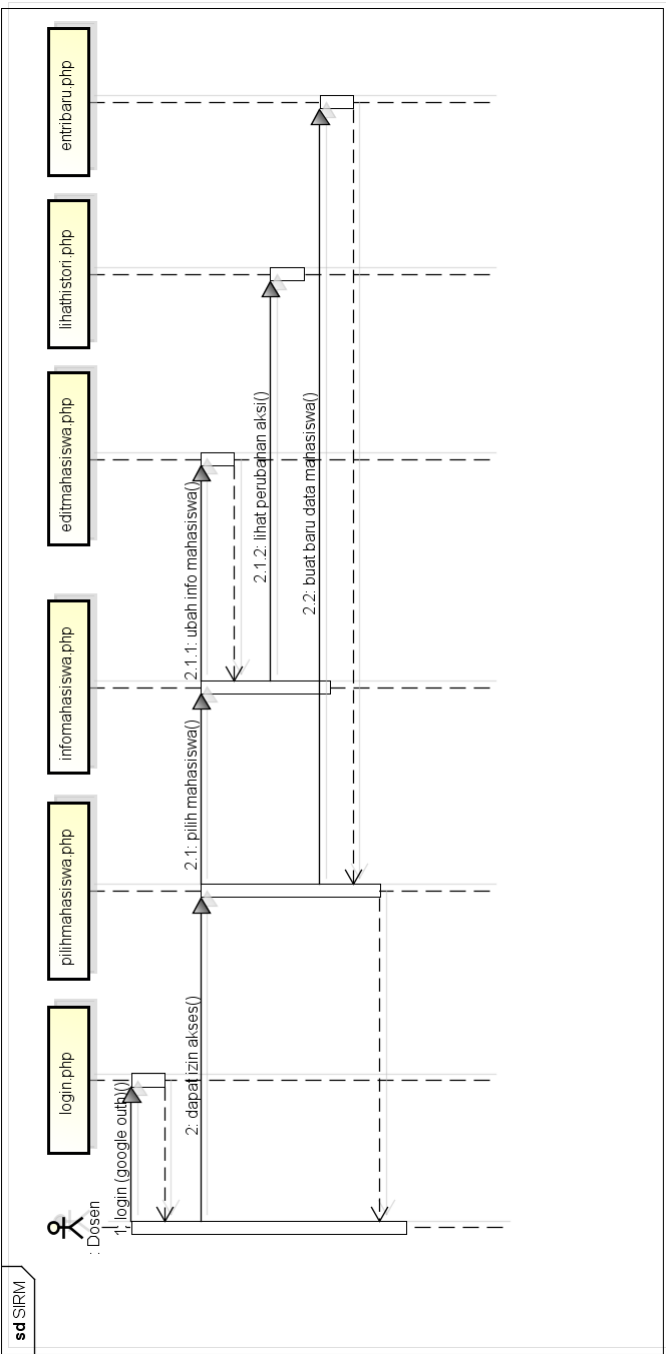 sd SIRM
: Dosen
login.php
pilihmahasiswa.php
infomahasiswa.php
editmahasiswa.php
lihathistori.php
entribaru.php
1: login (google outh)()
2: dapat izin akses()
2.1: pilih mahasiswa()
2.1.1: ubah info mahasiswa()
2.1.2: lihat perubahan aksi()
2.2: buat baru data mahasiswa()